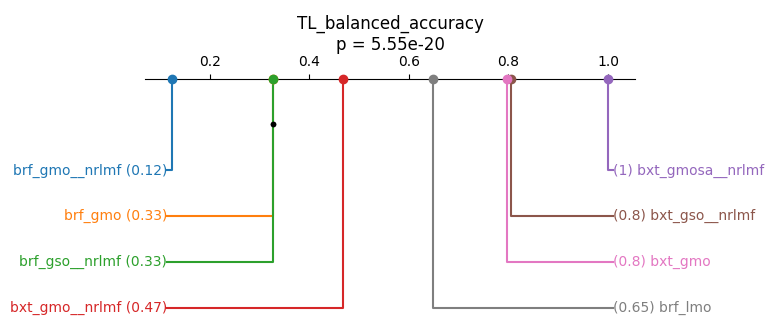 TL_balanced_accuracy
p = 5.55e-20
0.2 0.4 0.6 0.8 1.0
brf_gmo__nrlmf (0.12) (1) bxt_gmosa__nrlmf
brf_gmo (0.33) (0.8) bxt_gso__nrlmf
brf_gso__nrlmf (0.33) (0.8) bxt_gmo
bxt_gmo__nrlmf (0.47) (0.65) brf_lmo